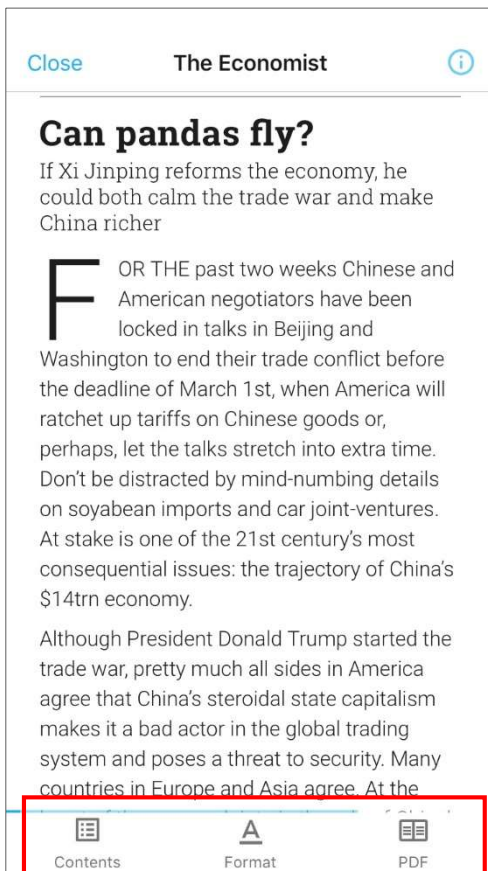 Close
The Economist
Can pandas fly?
If Xi Jinping reforms the economy, he
could both calm the trade war and make
China richer
FOR THE past two weeks Chinese and
American negotiators have been
locked in talks in Beijing and
Washington to end their trade conflict before
the deadline of March 1st, when America will
ratchet up tariffs on Chinese goods or,
perhaps, let the talks stretch into extra time.
Don't be distracted by mind-numbing details
on soyabean imports and car joint-ventures.
At stake is one of the 21st century's most
consequential issues: the trajectory of China's
$14trn economy.
Although President Donald Trump started the
trade war, pretty much all sides in America
agree that China's steroidal state capitalism
makes it a bad actor in the global trading
system and poses a threat to security. Many
countries in Europe and Asia agree. At the
Contents
Format
PDF